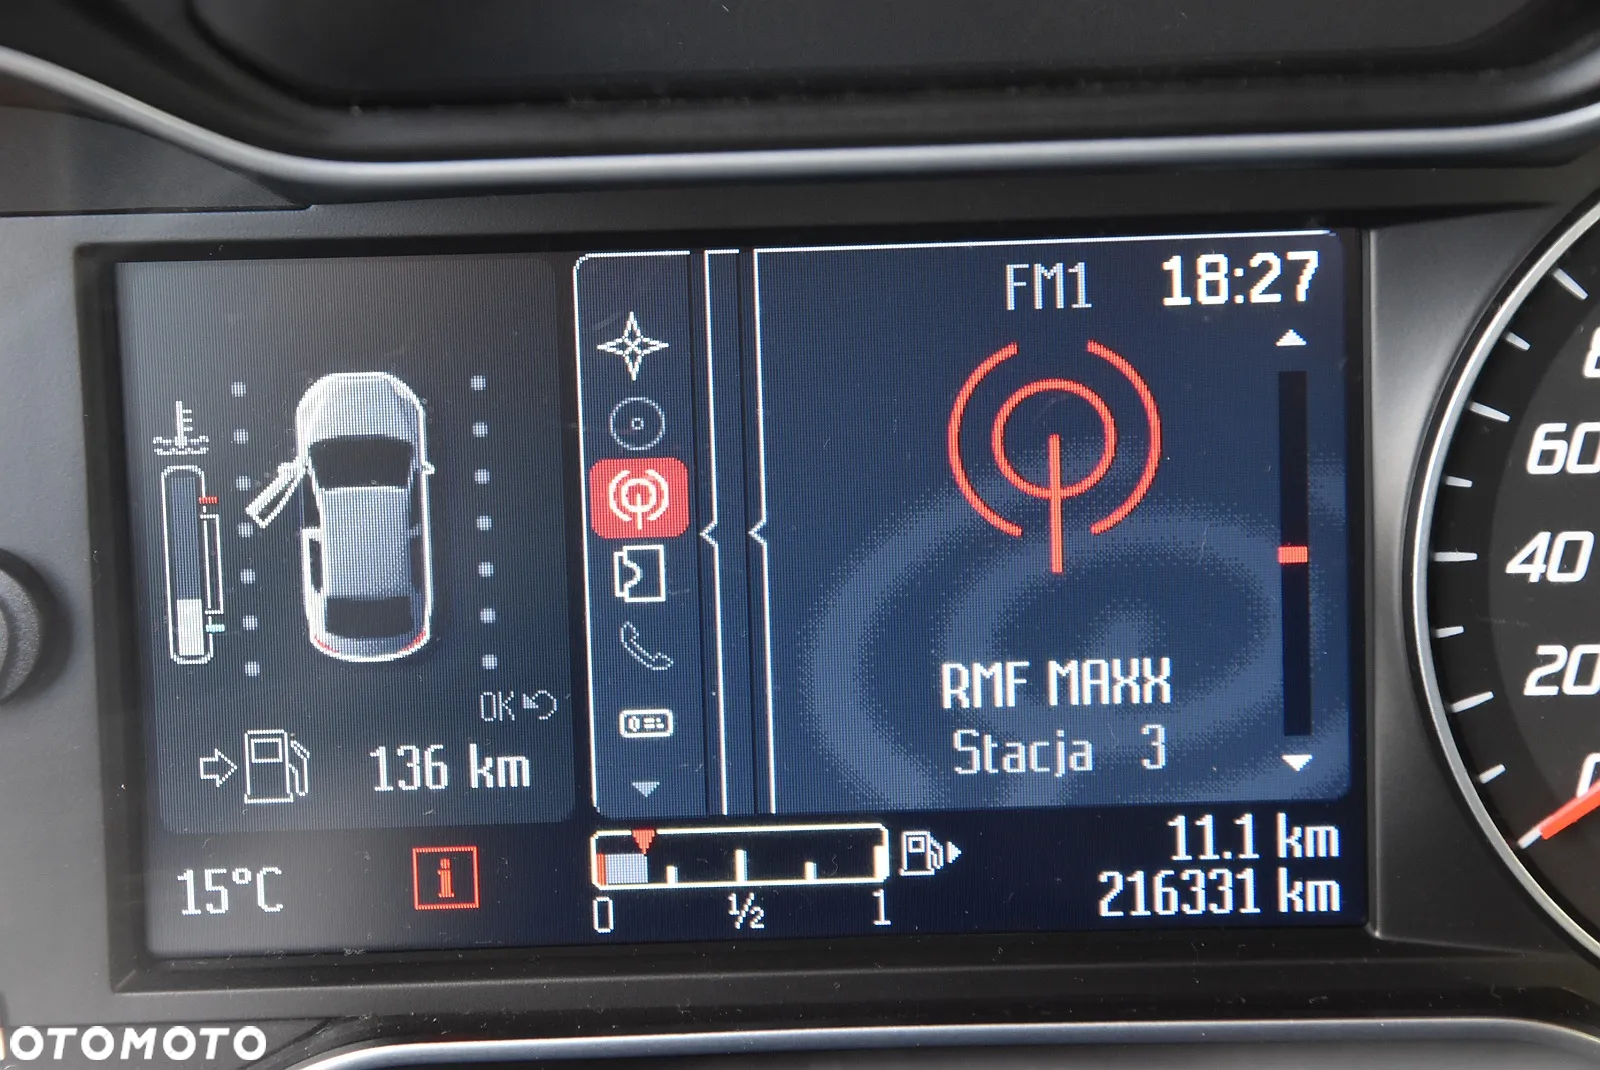 FM1 18:27
RMF MAXX
Stacja 3
OK
136 km
15°C
i
0 ½ 1
11.1 km
216331 km
60
40
20
0
OTOMOTO